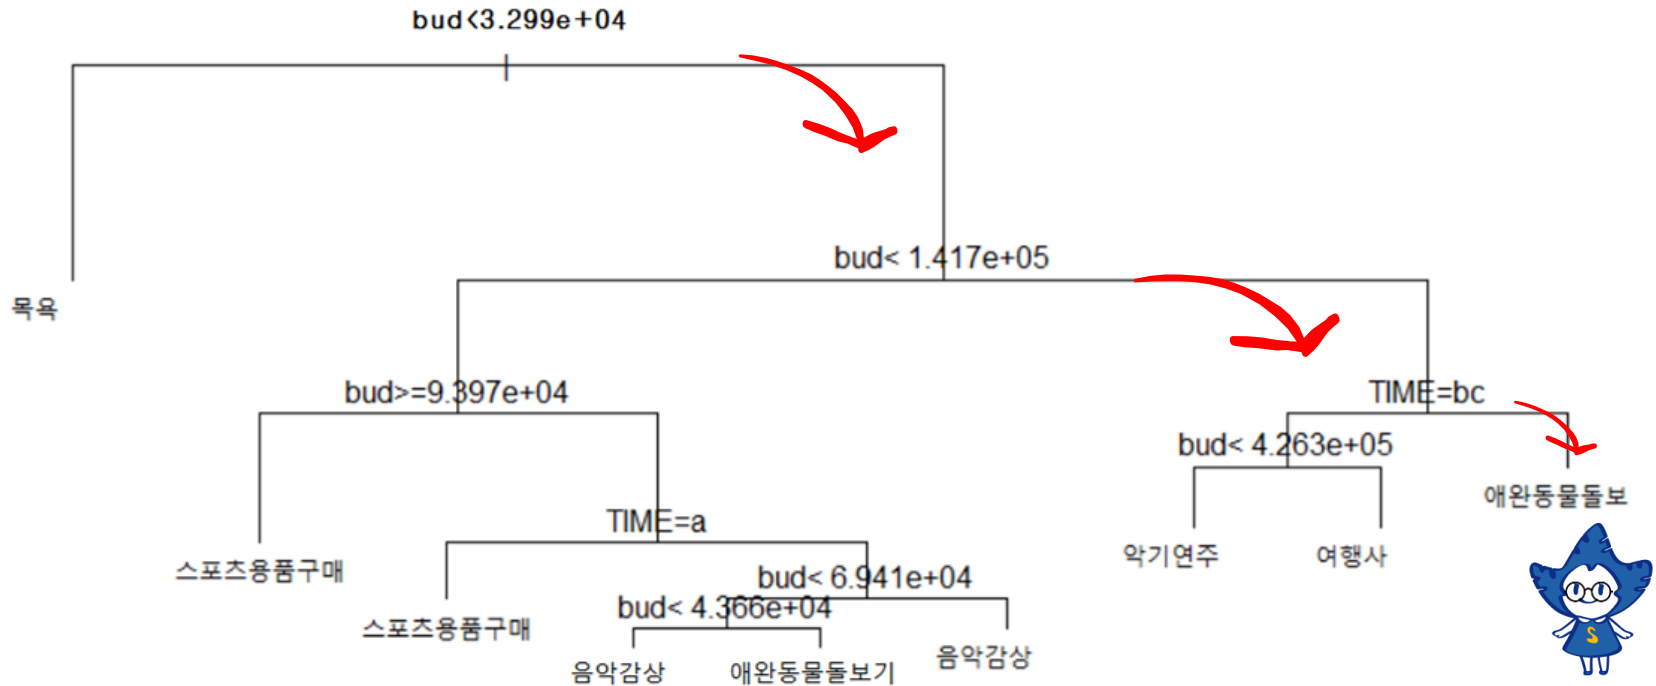 bud<3.299e+04
bud< 1.417e+05
목욕
bud>=9.397e+04
TIME=bc
bud< 4.263e+05
애완동물돌보
TIME=a
악기연주
여행사
스포츠용품구매
bud< 6.941e+04
bud< 4.366e+04
스포츠용품구매
음악감상
음악감상
애완동물돌보기
S